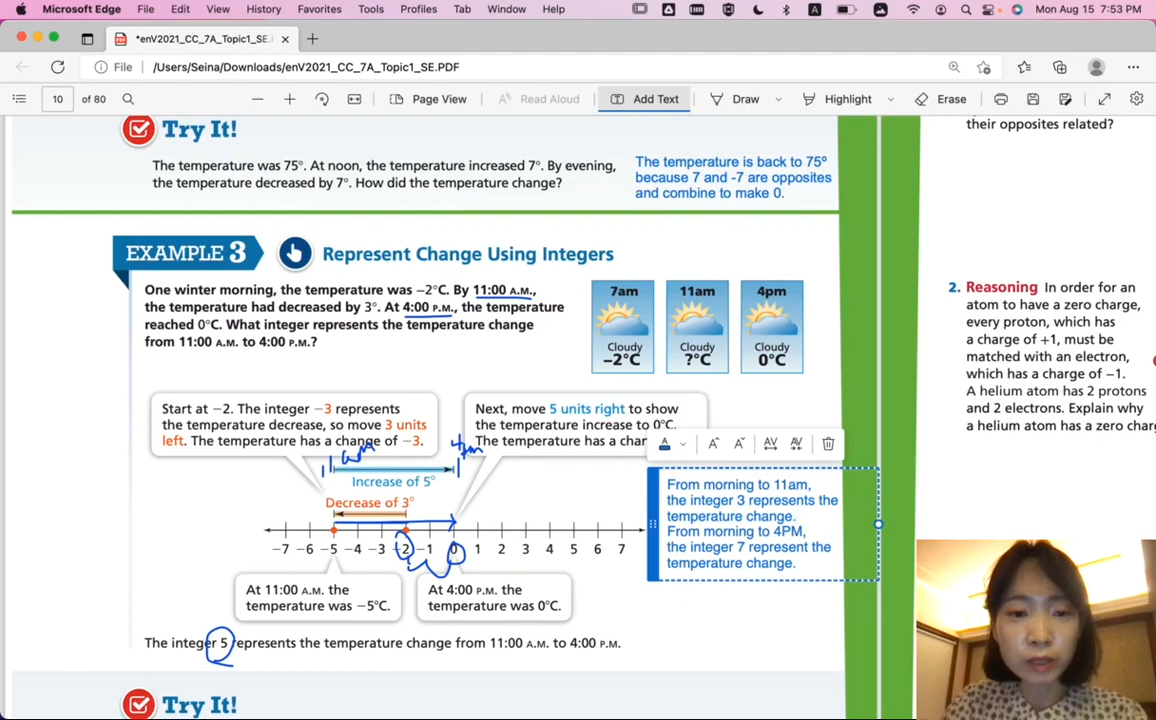 Microsoft Edge File Edit View History Favorites Tools Profiles Tab Window Help
A
Mon Aug 15 7:53 PM
*enV2021_CC_7A_Topic1_SE.
File /Users/Seina/Downloads/enV2021_CC_7A_Topic1_SE.PDF
10 of 80
Page View
Read Aloud
Add Text
Draw
Highlight
Erase
Try It!
The temperature was 75°. At noon, the temperature increased 7°. By evening,
the temperature decreased by 7°. How did the temperature change?
The temperature is back to 75º
because 7 and -7 are opposites
and combine to make 0.
their opposites related?
EXAMPLE 3
Represent Change Using Integers
One winter morning, the temperature was −2°C. By 11:00 A.M.,
the temperature had decreased by 3°. At 4:00 P.M., the temperature
reached 0°C. What integer represents the temperature change
from 11:00 A.M. to 4:00 P.M.?
7am
Cloudy
−2°C
11am
Cloudy
?°C
4pm
Cloudy
0°C
2. Reasoning In order for an
atom to have a zero charge,
every proton, which has
a charge of +1, must be
matched with an electron,
which has a charge of −1.
A helium atom has 2 protons
and 2 electrons. Explain why
a helium atom has a zero char
Start at −2. The integer −3 represents
the temperature decrease, so move 3 units
left. The temperature has a change of −3.
Next, move 5 units right to show
the temperature increase to 0°C.
The temperature has a char
11am
4pm
Increase of 5°
Decrease of 3°
−7 −6 −5 −4 −3 −2 −1 0 1 2 3 4 5 6 7
From morning to 11am,
the integer 3 represents the
temperature change.
From morning to 4PM,
the integer 7 represent the
temperature change.
At 11:00 A.M. the
temperature was −5°C.
At 4:00 P.M. the
temperature was 0°C.
The integer 5 represents the temperature change from 11:00 A.M. to 4:00 P.M.
Try It!